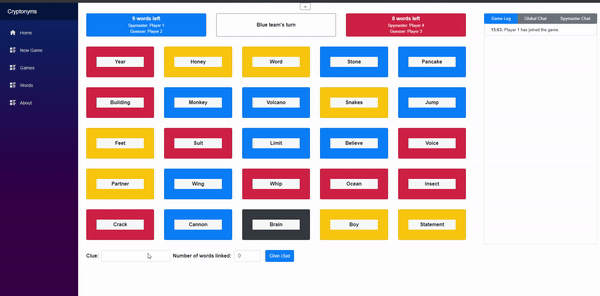 Cryptonyms
Home
New Game
Games
Words
About
9 words left
Spymaster: Player 1
Guesser: Player 2
Blue team's turn
8 words left
Spymaster: Player 4
Guesser: Player 3
Year
Honey
Word
Stone
Pancake
Building
Monkey
Volcano
Snakes
Jump
Feet
Suit
Limit
Believe
Voice
Partner
Wing
Whip
Ocean
Insect
Crack
Cannon
Brain
Boy
Statement
Clue:
Number of words linked: 0
Give clue
Game Log
Global Chat
Spymaster Chat
15:03: Player 1 has joined the game.